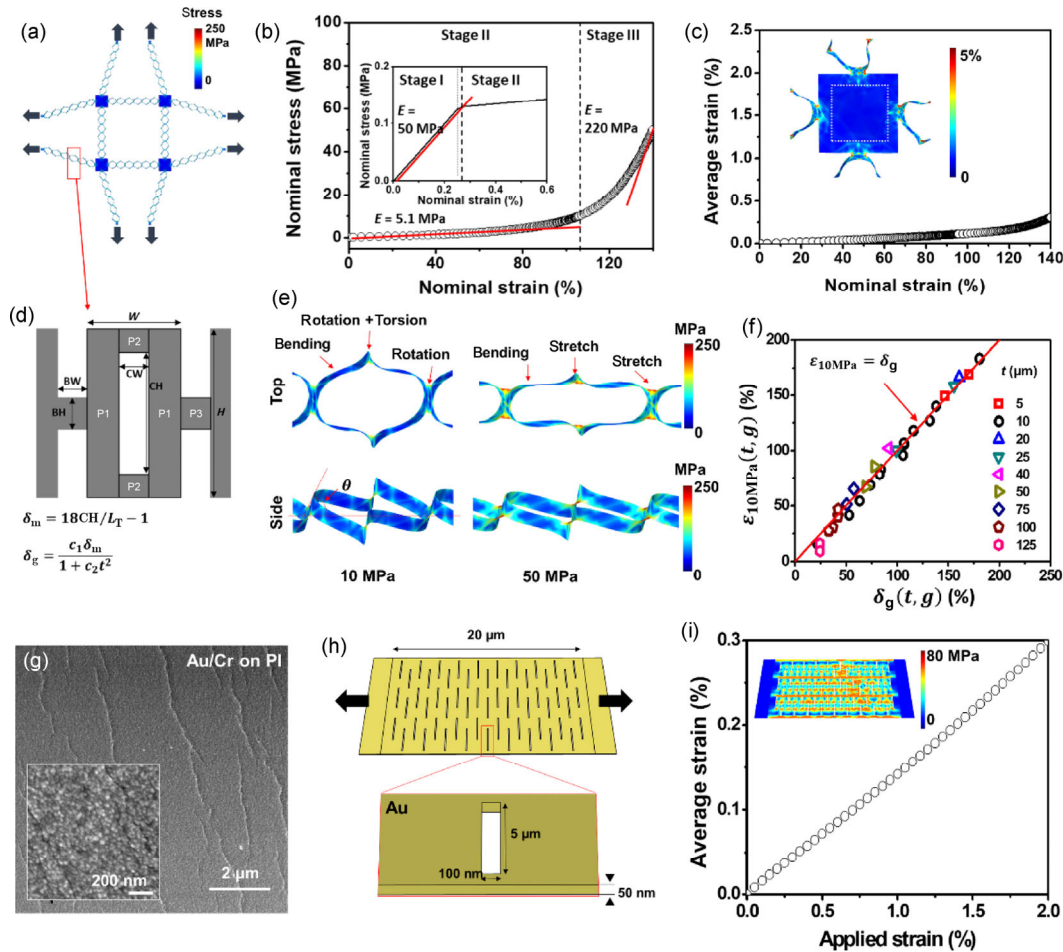 (a)
Stress
250
MPa
0
(b)
Stage II
Stage III
Nominal stress (MPa)
100
80
60
40
20
0
Stage I
Stage II
Nominal stress (MPa)
0.2
0.1
0.0
E =
50 MPa
0.0 0.2 0.4 0.6
Nominal strain (%)
E =
220 MPa
E = 5.1 MPa
0 40 80 120
Nominal strain (%)
(c)
Average strain (%)
2.5
2.0
1.5
1.0
0.5
0.0
5%
0
0 20 40 60 80 100 120 140
Nominal strain (%)
(d)
W
P2
CW
BW
CH
BH
P1
P1
P3
H
P2
δm = 18CH/LT − 1
δg = c1δm / 1 + c2t²
(e)
Rotation +Torsion
Bending
Rotation
Top
Bending
Stretch
Stretch
MPa
250
0
Side
θ
MPa
250
0
10 MPa
50 MPa
(f)
ε10MPa(t, g) (%)
200
150
100
50
0
ε10MPa = δg
t (μm)
5
10
20
25
40
50
75
100
125
0 50 100 150 200 250
δg(t, g) (%)
(g)
Au/Cr on PI
200 nm
2 μm
(h)
20 μm
Au
5 μm
100 nm
50 nm
(i)
Average strain (%)
0.3
0.2
0.1
0.0
80 MPa
0
0.0 0.5 1.0 1.5 2.0
Applied strain (%)